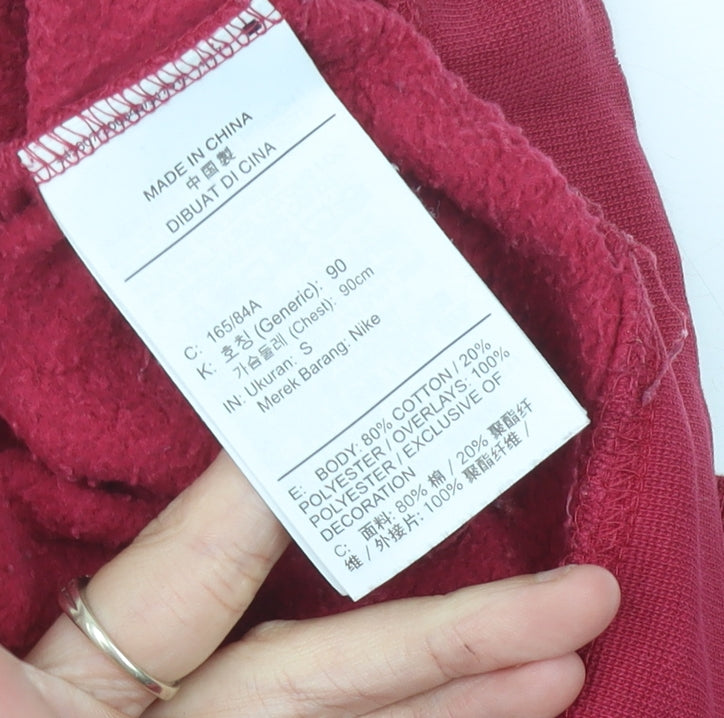 MADE IN CHINA
中国製
DIBUAT DI CINA
C: 165/84A
K: 호칭 (Generic): 90
가슴둘레 (Chest): 90cm
IN: Ukuran: S
Merek Barang: Nike
E: BODY: 80% COTTON / 20%
POLYESTER / OVERLAYS: 100%
POLYESTER / EXCLUSIVE OF
DECORATION
C: 面料: 80% 棉 / 20% 聚酯纤
维 / 外接片: 100% 聚酯纤维 /